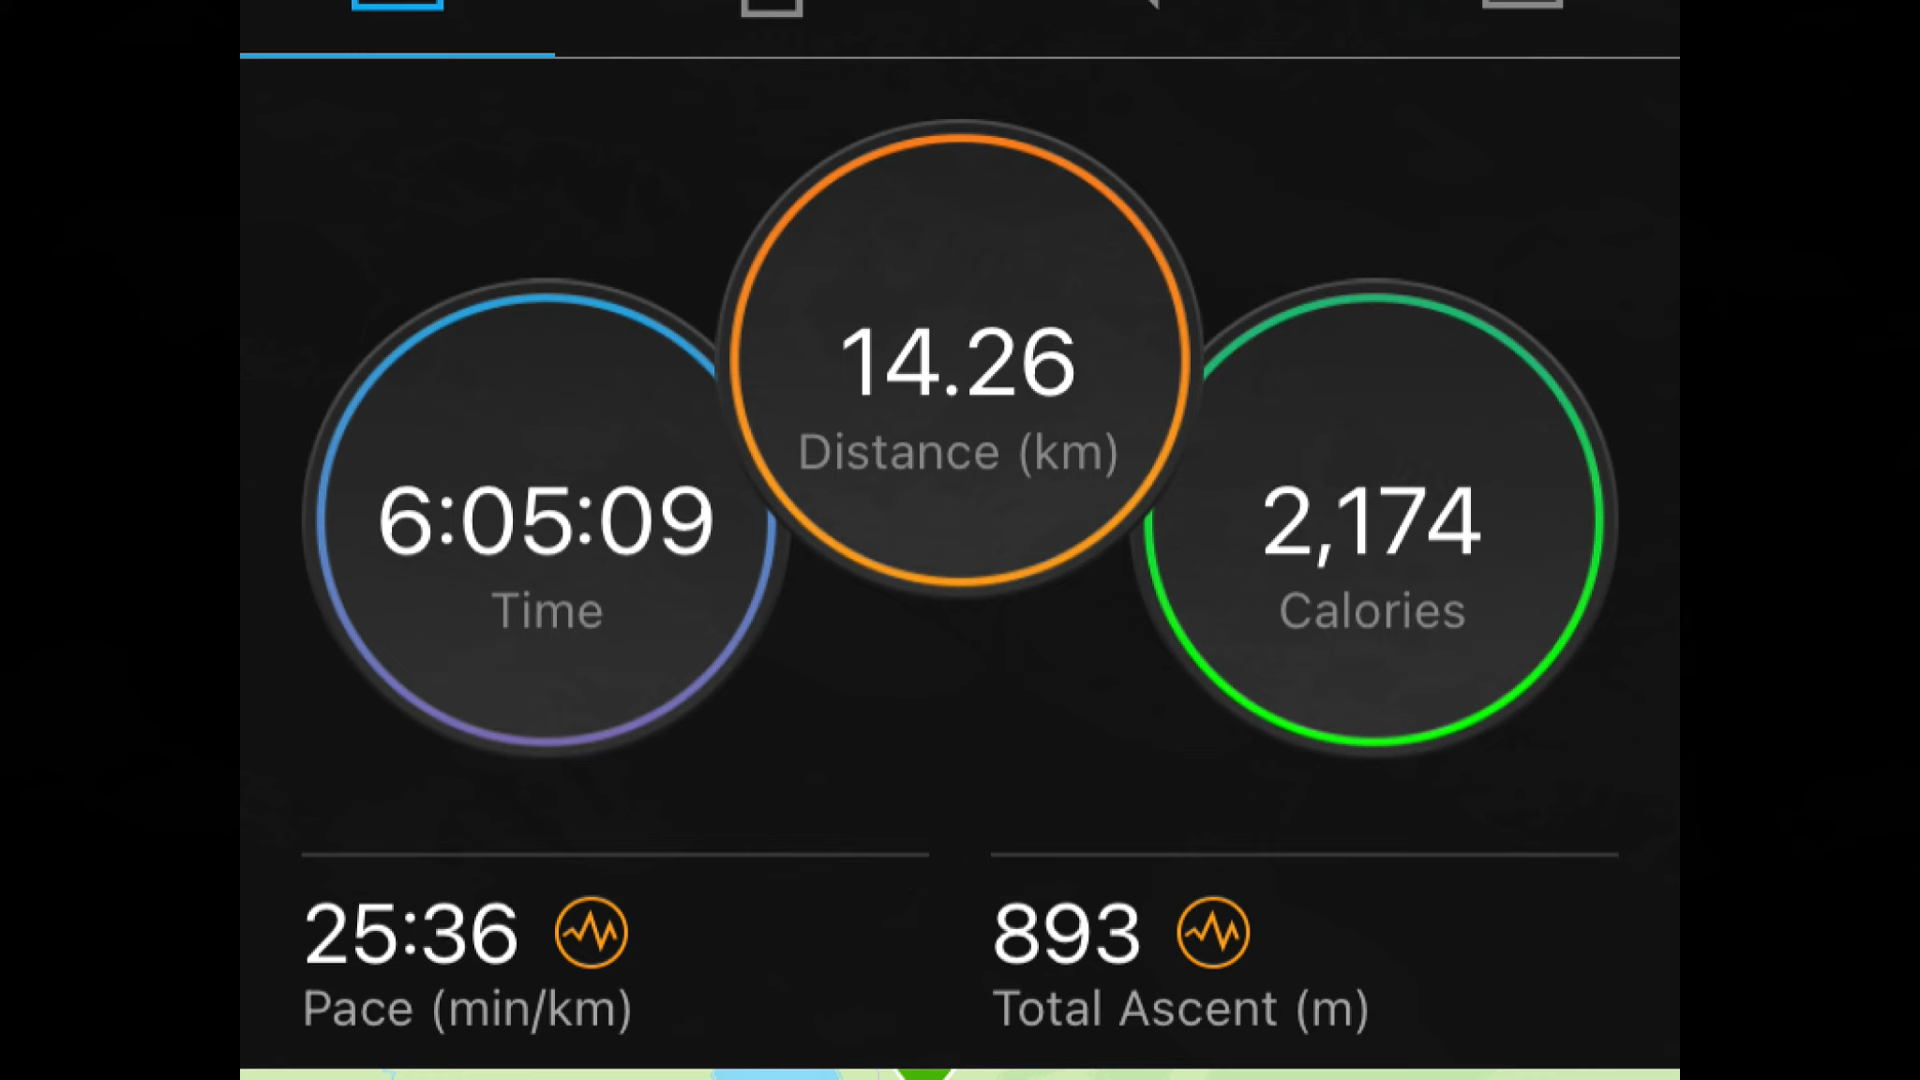 14.26
Distance (km)
6:05:09
Time
2,174
Calories
25:36
Pace (min/km)
893
Total Ascent (m)